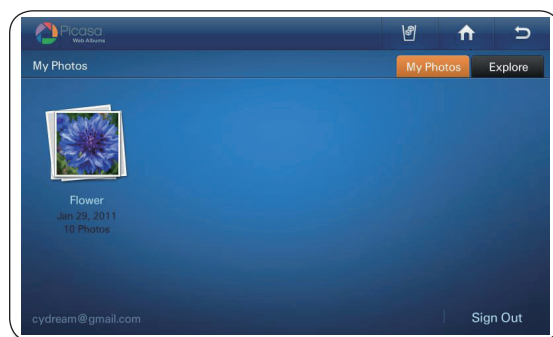 Picasa
Web Albums
My Photos
My Photos Explore
Flower
Jan 29, 2011
10 Photos
cydream@gmail.com
Sign Out